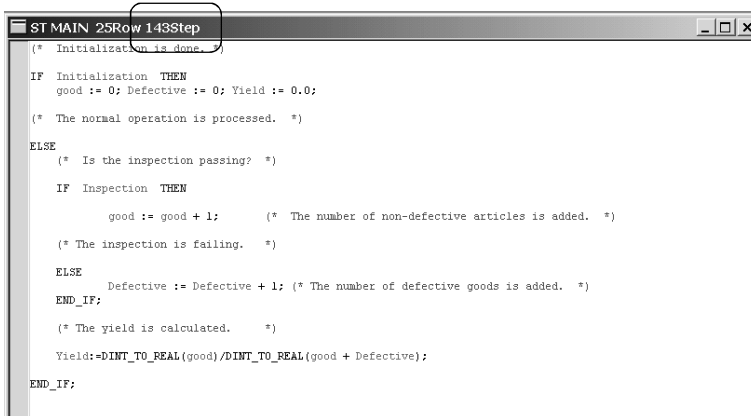 ST MAIN 25Row 143Step
(* Initialization is done. *)
IF Initialization THEN
good := 0; Defective := 0; Yield := 0.0;
(* The normal operation is processed. *)
ELSE
(* Is the inspection passing? *)
IF Inspection THEN
good := good + 1; (* The number of non-defective articles is added. *)
(* The inspection is failing. *)
ELSE
Defective := Defective + 1; (* The number of defective goods is added. *)
END_IF;
(* The yield is calculated. *)
Yield:=DINT_TO_REAL(good)/DINT_TO_REAL(good + Defective);
END_IF;